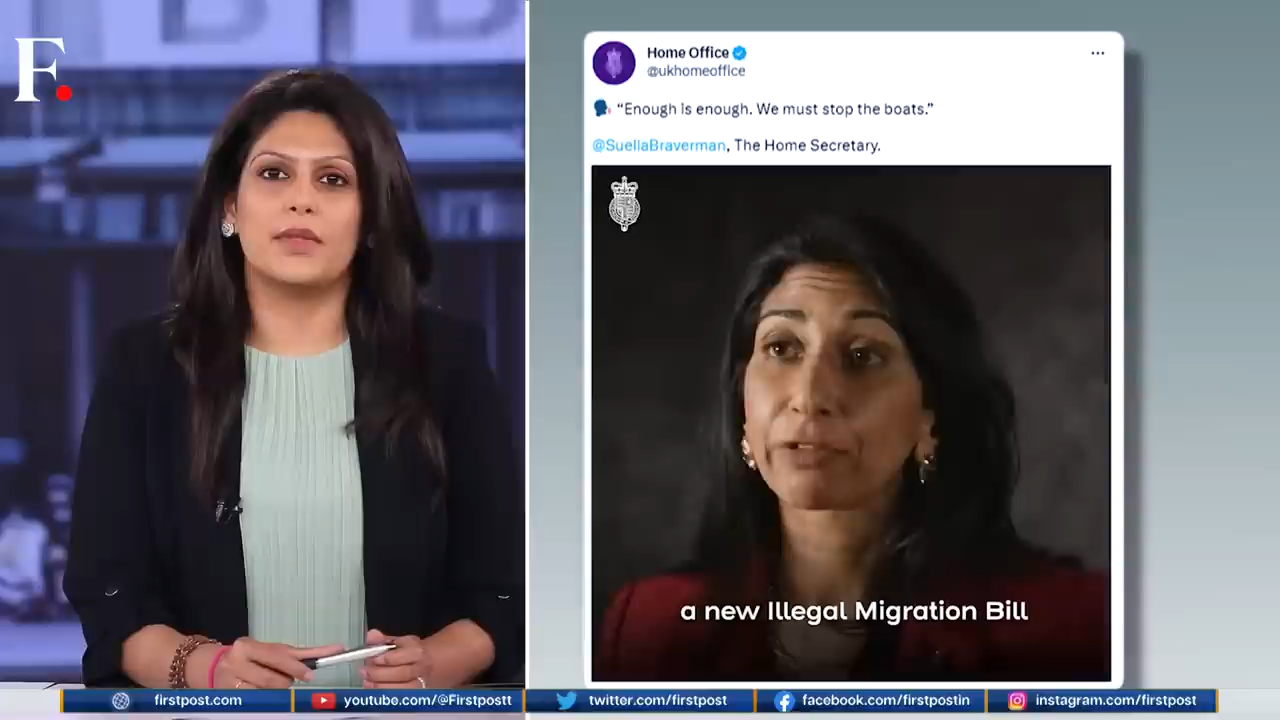 F.
Home Office
@ukhomeoffice
“Enough is enough. We must stop the boats.”
@SuellaBraverman, The Home Secretary.
a new Illegal Migration Bill
firstpost.com
youtube.com/@Firstpostt
twitter.com/firstpost
facebook.com/firstpostin
instagram.com/firstpost